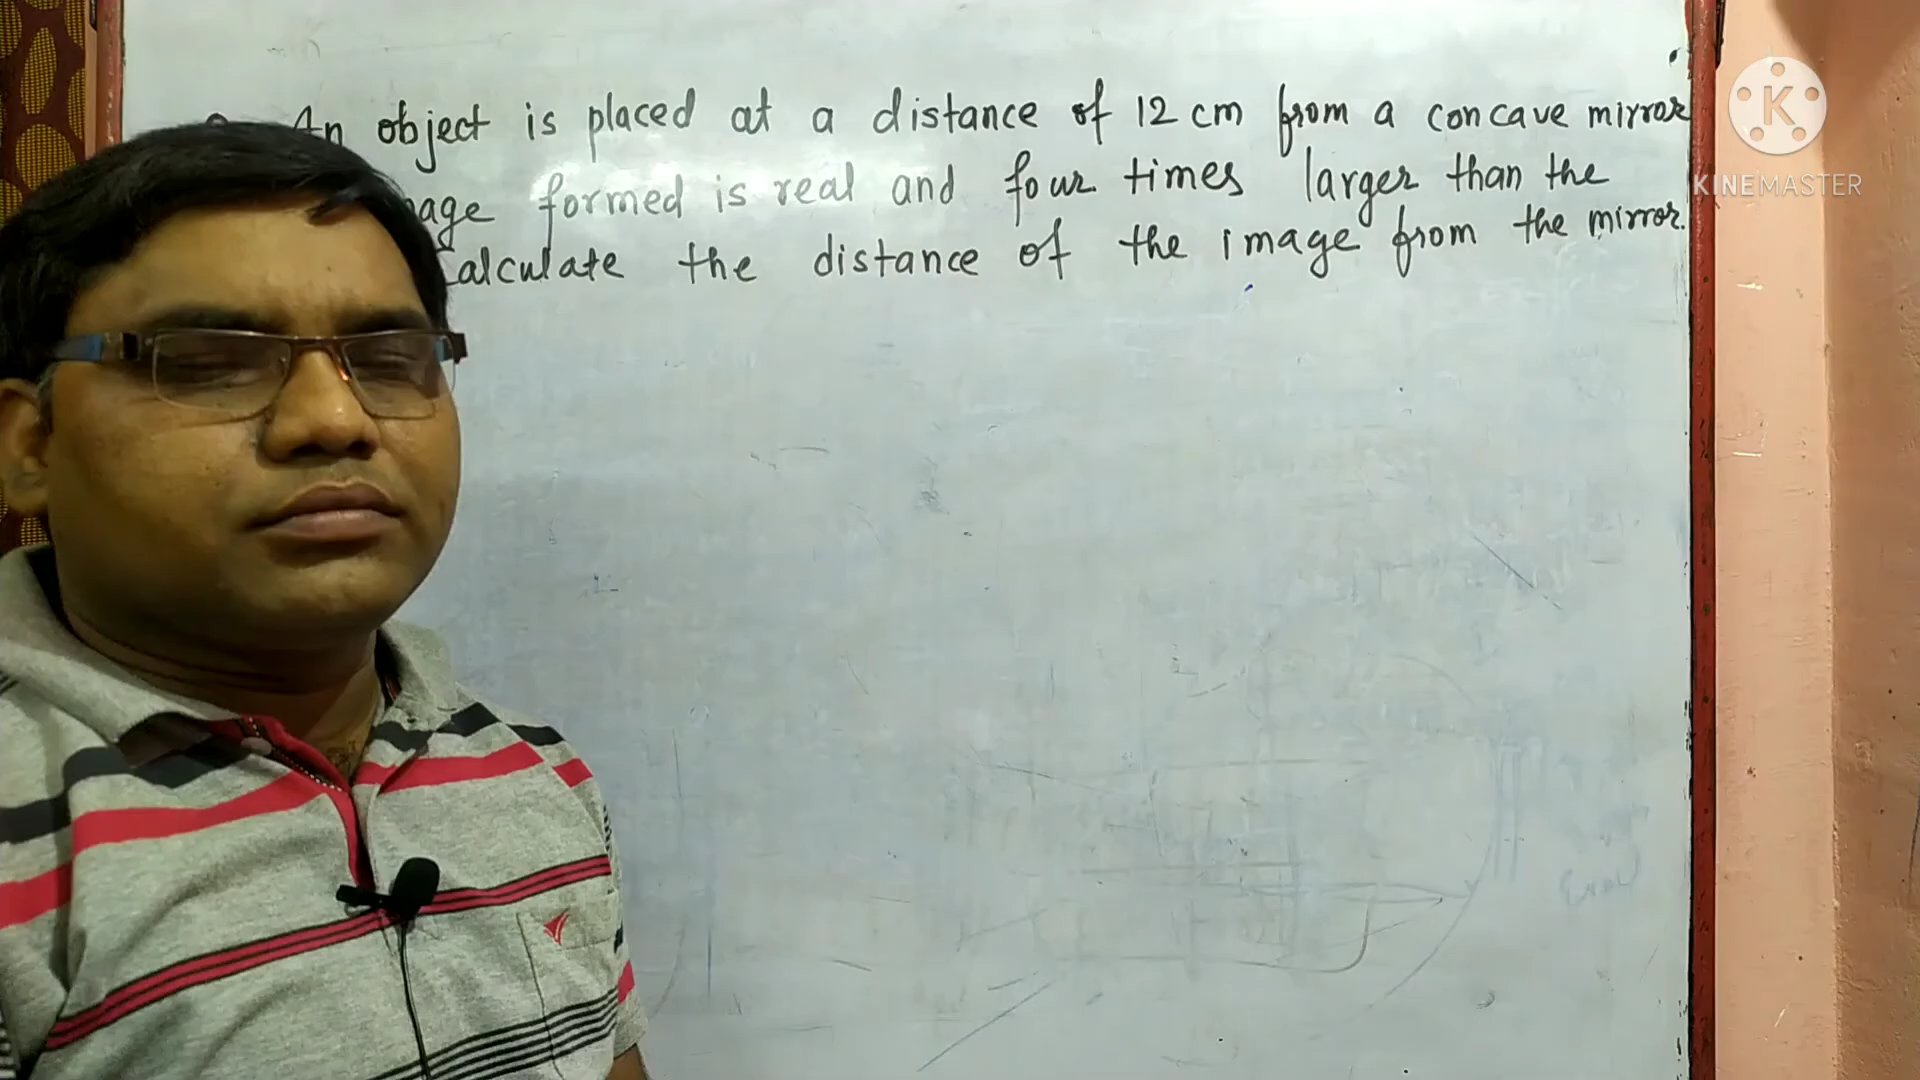 An object is placed at a distance of 12 cm from a concave mirror
formed is real and four times larger than the
Calculate the distance of the image from the mirror.
K
KINEMASTER